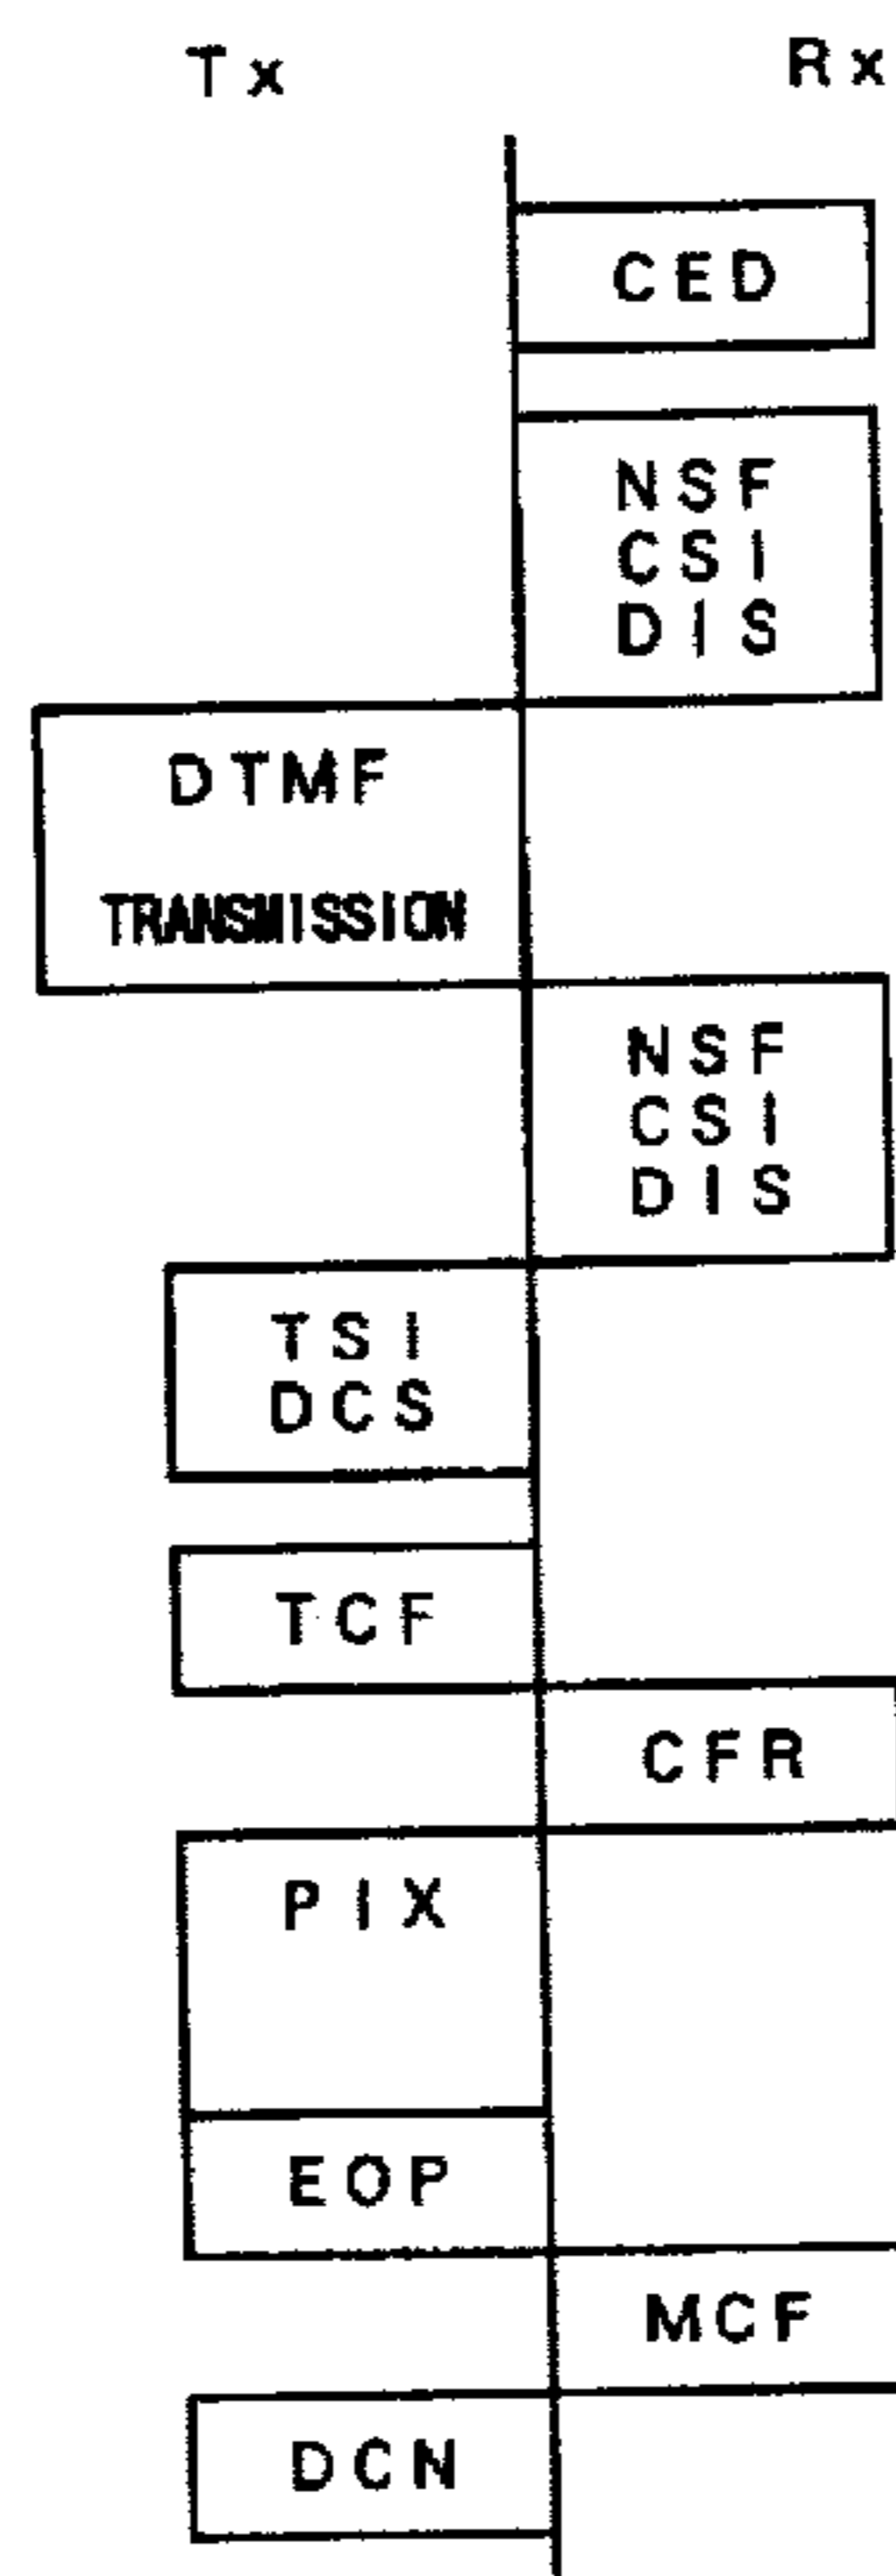 Tx Rx
CED
NSF
CSI
DIS
DTMF
TRANSMISSION
NSF
CSI
DIS
TSI
DCS
TCF
CFR
PIX
EOP
MCF
DCN